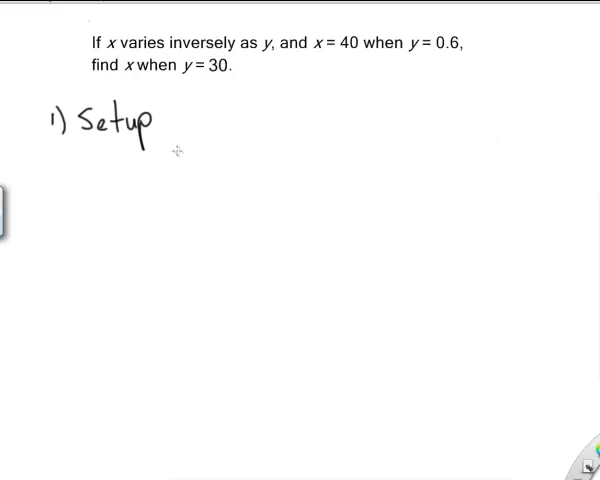 If x varies inversely as y, and x = 40 when y = 0.6,
find x when y = 30.
1) Setup